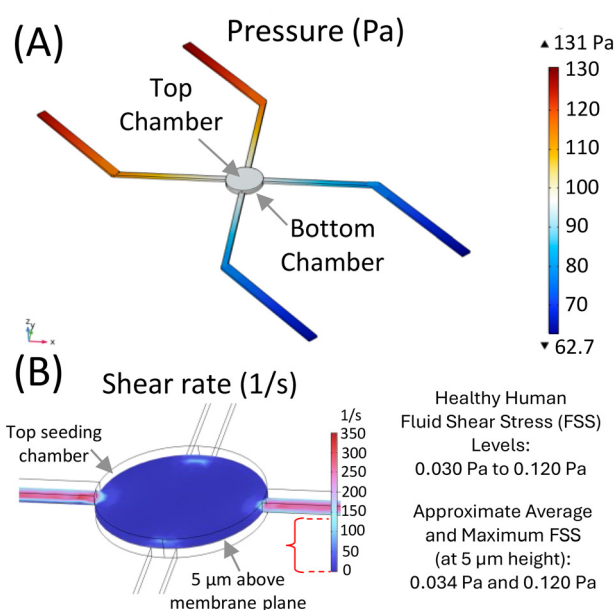 (A)
Pressure (Pa)
Top
Chamber
Bottom
Chamber
▲ 131 Pa
130
120
110
100
90
80
70
▼ 62.7
z y
x
(B)
Shear rate (1/s)
Top seeding
chamber
5 µm above
membrane plane
1/s
350
300
250
200
150
100
50
0
Healthy Human
Fluid Shear Stress (FSS)
Levels:
0.030 Pa to 0.120 Pa
Approximate Average
and Maximum FSS
(at 5 µm height):
0.034 Pa and 0.120 Pa